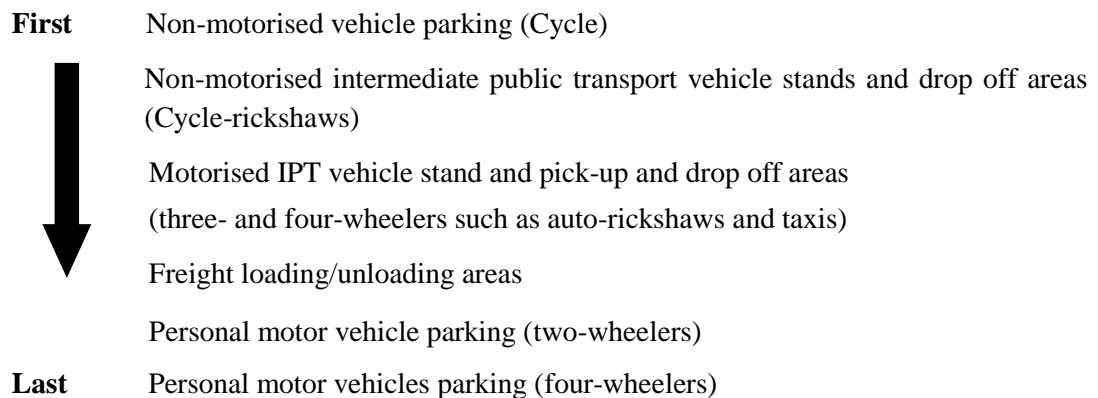 First Non-motorised vehicle parking (Cycle)
Non-motorised intermediate public transport vehicle stands and drop off areas
(Cycle-rickshaws)
Motorised IPT vehicle stand and pick-up and drop off areas
(three- and four-wheelers such as auto-rickshaws and taxis)
Freight loading/unloading areas
Personal motor vehicle parking (two-wheelers)
Last Personal motor vehicles parking (four-wheelers)